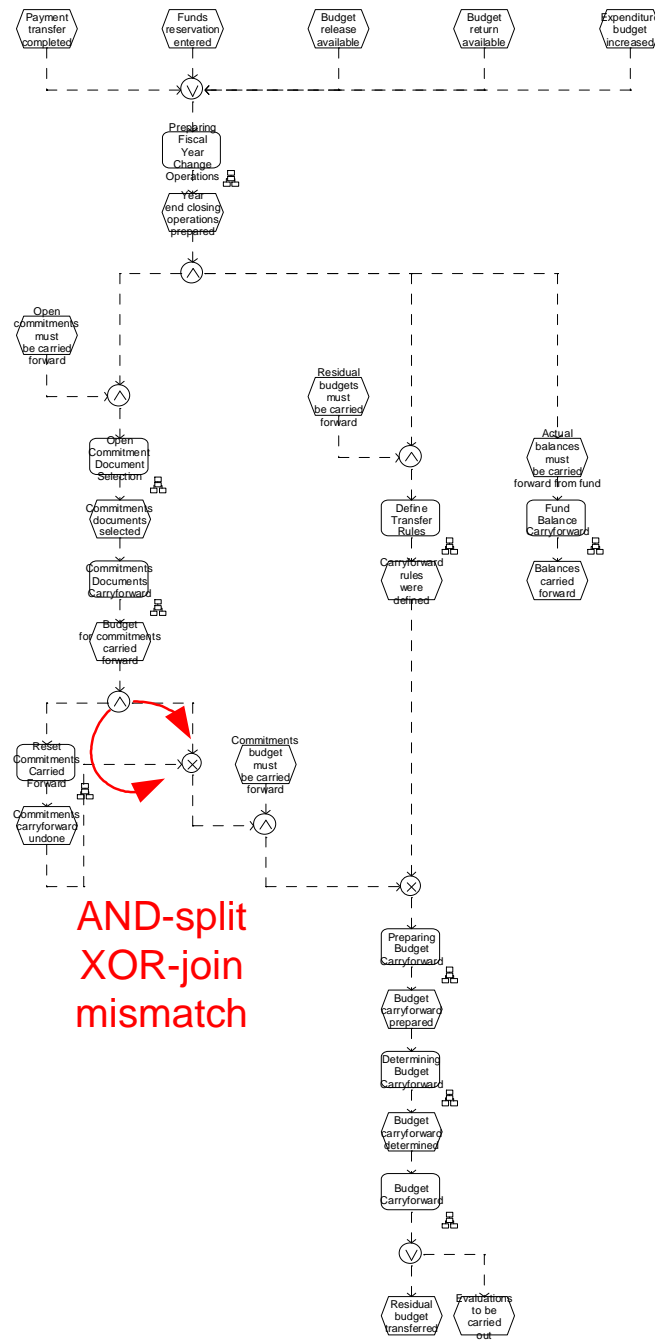 Payment
transfer
completed
Funds
reservation
entered
Budget
release
available
Budget
return
available
Expenditure
budget
increased
Preparing
Fiscal
Year
Change
Operations
Year
end closing
operations
prepared
Open
commitments
must
be carried
forward
Residual
budgets
must
be carried
forward
Actual
balances
must
be carried
forward from fund
Open
Commitment
Document
Selection
Define
Transfer
Rules
Fund
Balance
Carryforward
Commitments
documents
selected
Carryforward
rules
were
defined
Balances
carried
forward
Commitments
Documents
Carryforward
Budget
for commitments
carried
forward
Reset
Commitments
Carried
Forward
Commitments
budget
must
be carried
forward
Commitments
carryforward
undone
AND-split
XOR-join
mismatch
Preparing
Budget
Carryforward
Budget
carryforward
prepared
Determining
Budget
Carryforward
Budget
carryforward
determined
Budget
Carryforward
Residual
budget
transferred
Evaluations
to be
carried
out